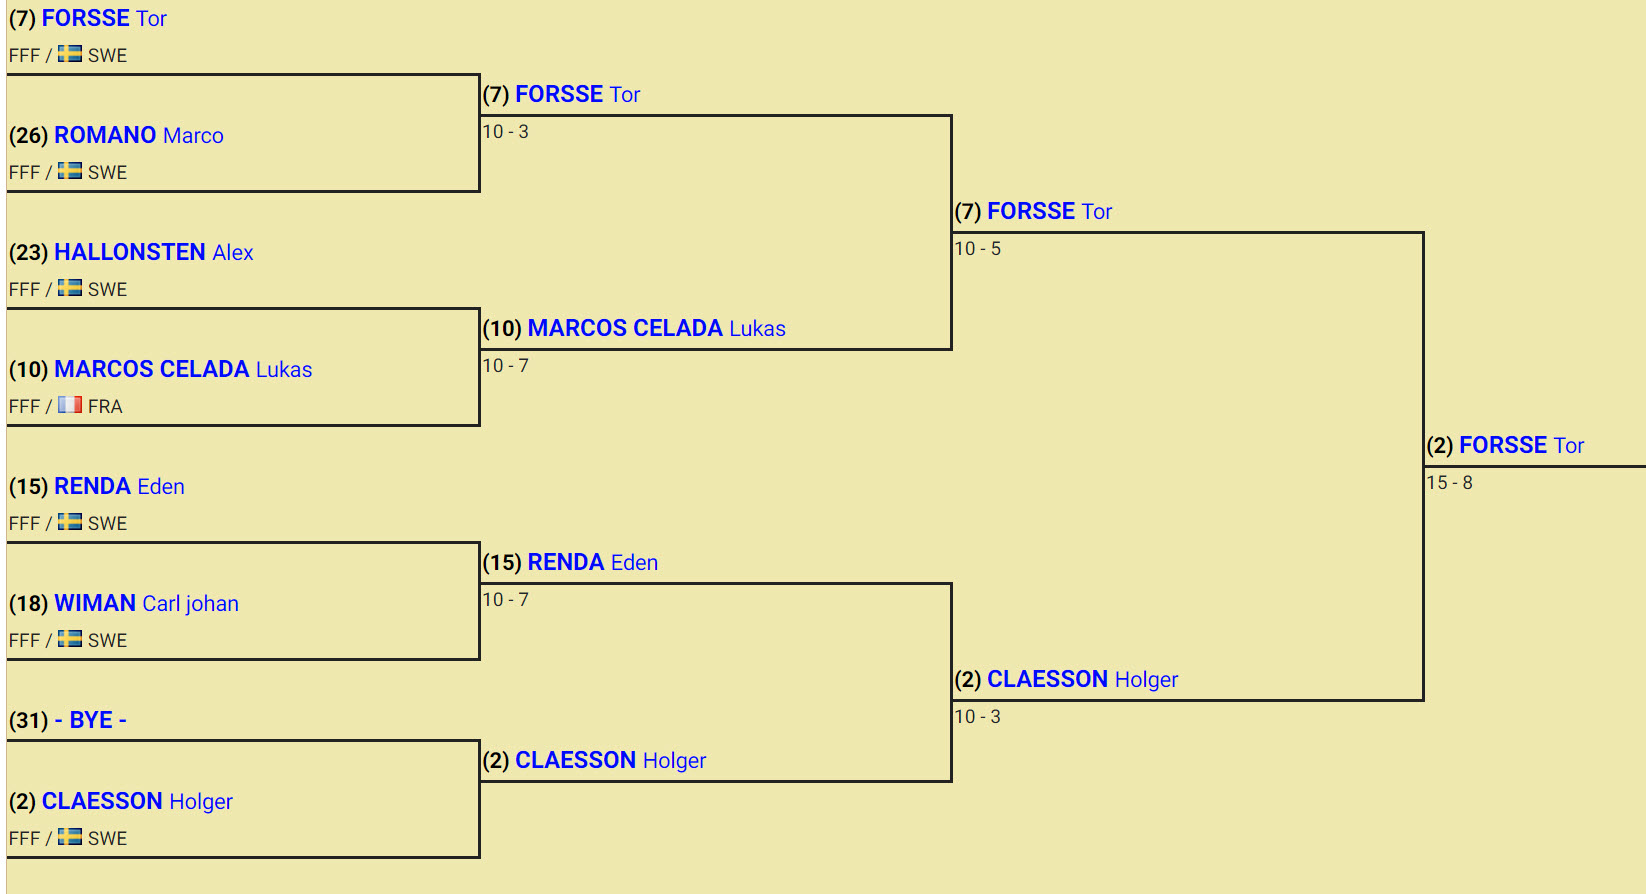 (7) FORSSE Tor
FFF / SWE
(7) FORSSE Tor
10 - 3
(26) ROMANO Marco
FFF / SWE
(7) FORSSE Tor
10 - 5
(23) HALLONSTEN Alex
FFF / SWE
(10) MARCOS CELADA Lukas
10 - 7
(10) MARCOS CELADA Lukas
FFF / FRA
(2) FORSSE Tor
15 - 8
(15) RENDA Eden
FFF / SWE
(15) RENDA Eden
10 - 7
(18) WIMAN Carl johan
FFF / SWE
(2) CLAESSON Holger
10 - 3
(31) - BYE -
(2) CLAESSON Holger
(2) CLAESSON Holger
FFF / SWE